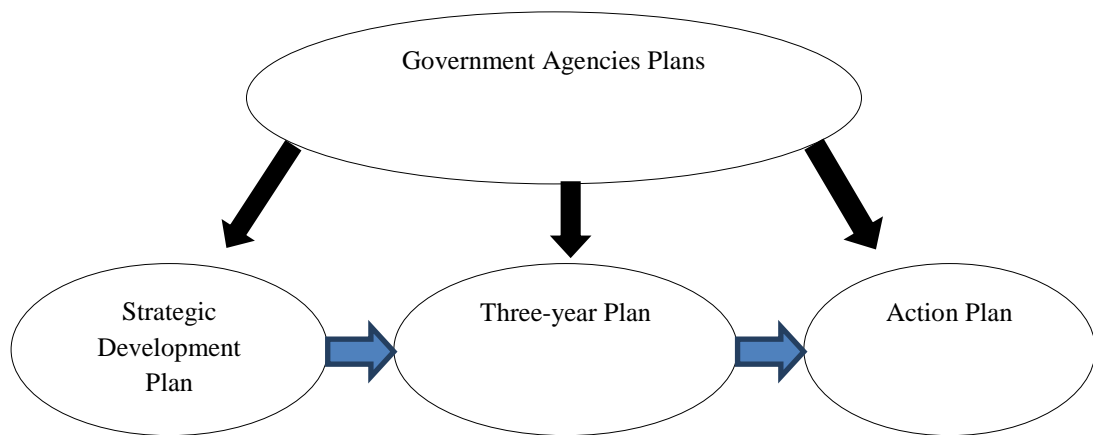 Government Agencies Plans
Strategic
Development
Plan
Three-year Plan
Action Plan